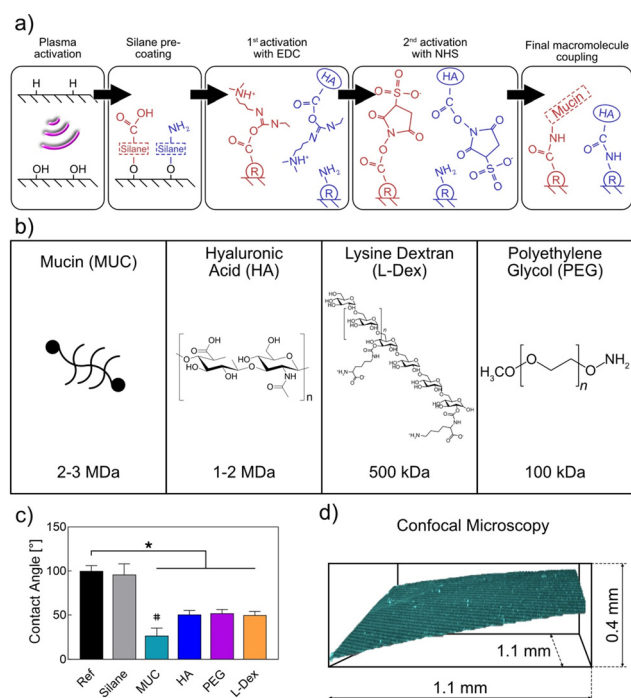 a)
Plasma
activation
Silane pre-
coating
1st activation
with EDC
2nd activation
with NHS
Final macromolecule
coupling
H H
OH OH
O OH
Silane
O
NH2
Silane
O
NH+
N
N
O
O
R
HA
O
O
N
N
NH+
NH2
R
O
S
O
O-
O
N
O
O
O
R
HA
O
O
N
O
O
S
O
O
O-
NH2
R
Mucin
NH
O
R
HA
O
NH
R
b)
Mucin (MUC)
2-3 MDa
Hyaluronic
Acid (HA)
1-2 MDa
Lysine Dextran
(L-Dex)
500 kDa
Polyethylene
Glycol (PEG)
H3C O O n O NH2
100 kDa
c)
Contact Angle [°]
150
100
50
0
*
#
Ref
Silane
MUC
HA
PEG
L-Dex
d)
Confocal Microscopy
0.4 mm
1.1 mm
1.1 mm